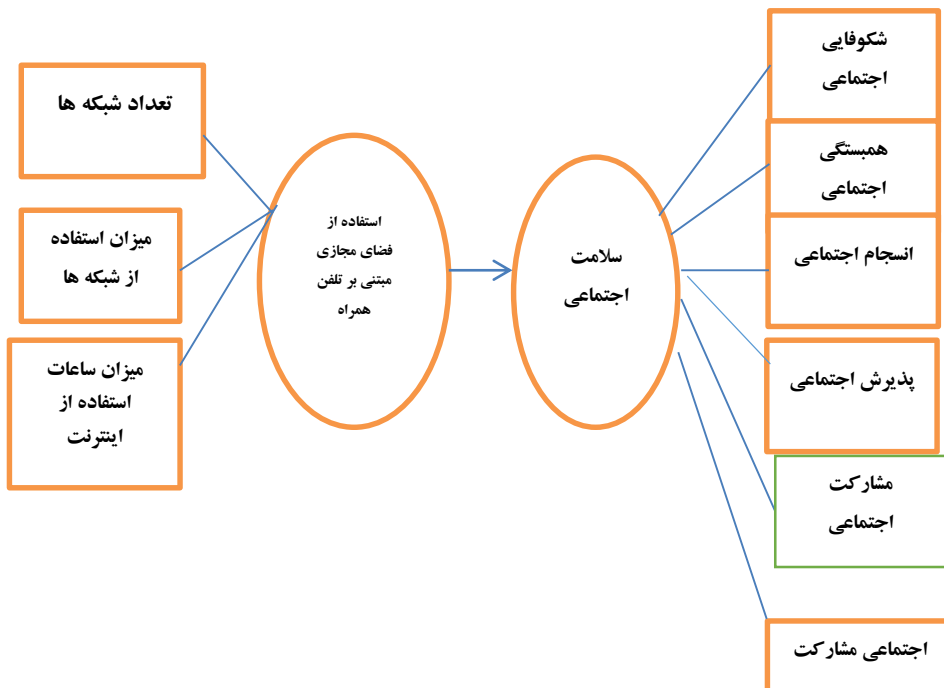 شکوفایی
اجتماعی
همبستگی
اجتماعی
انسجام اجتماعی
پذیرش اجتماعی
مشارکت
اجتماعی
اجتماعی مشارکت
سلامت
اجتماعی
استفاده از
فضای مجازی
مبتنی بر تلفن
همراه
تعداد شبکه ها
میزان استفاده
از شبکه ها
میزان ساعات
استفاده از
اینترنت